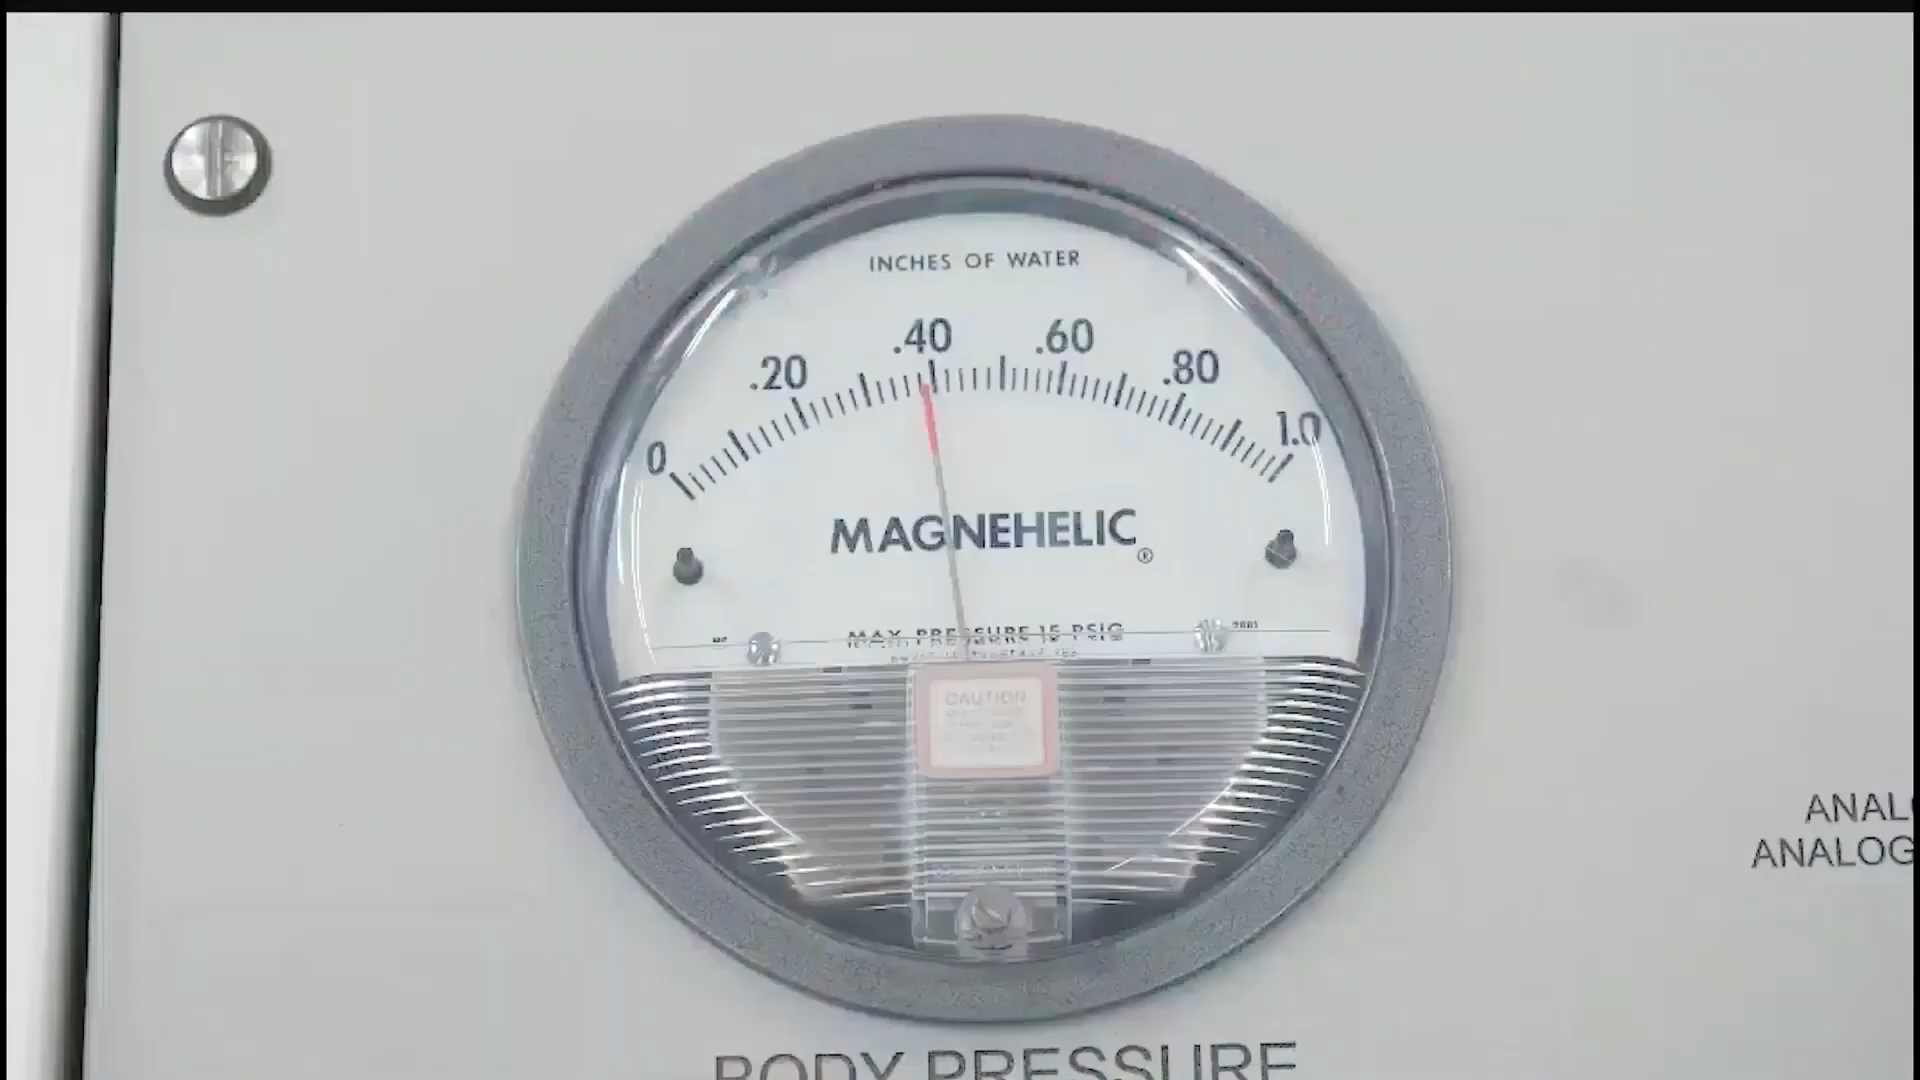 INCHES OF WATER
0 .20 .40 .60 .80 1.0
MAGNEHELIC®
MAX. PRESSURE 15 PSIG
CAUTION
ANALOG
BODY PRESSURE